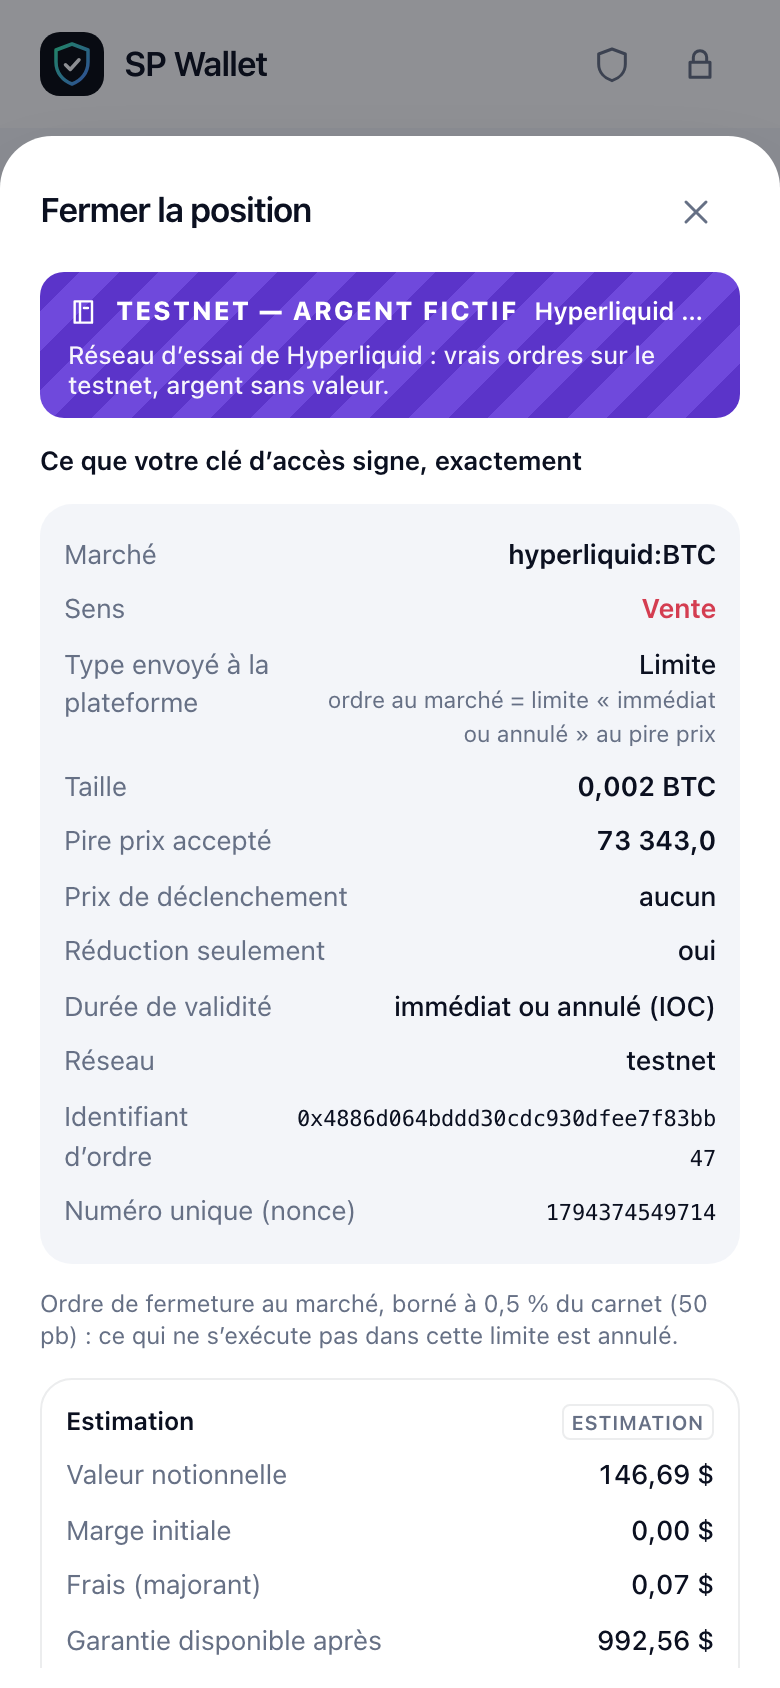 SP Wallet
Fermer la position
TESTNET — ARGENT FICTIF Hyperliquid ...
Réseau d’essai de Hyperliquid : vrais ordres sur le
testnet, argent sans valeur.
Ce que votre clé d’accès signe, exactement
Marché hyperliquid:BTC
Sens Vente
Type envoyé à la plateforme Limite
ordre au marché = limite « immédiat
ou annulé » au pire prix
Taille 0,002 BTC
Pire prix accepté 73 343,0
Prix de déclenchement aucun
Réduction seulement oui
Durée de validité immédiat ou annulé (IOC)
Réseau testnet
Identifiant d’ordre 0x4886d064bddd30cdc930dfee7f83bb
47
Numéro unique (nonce) 1794374549714
Ordre de fermeture au marché, borné à 0,5 % du carnet (50
pb) : ce qui ne s’exécute pas dans cette limite est annulé.
Estimation ESTIMATION
Valeur notionnelle 146,69 $
Marge initiale 0,00 $
Frais (majorant) 0,07 $
Garantie disponible après 992,56 $